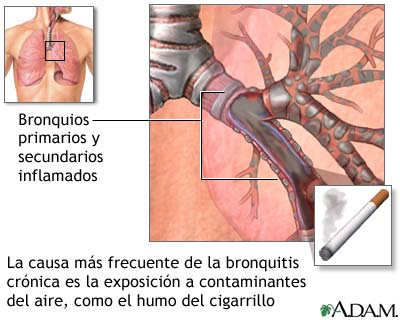 Bronquios
primarios y
secundarios
inflamados
La causa más frecuente de la bronquitis
crónica es la exposición a contaminantes
del aire, como el humo del cigarrillo
ADAM.